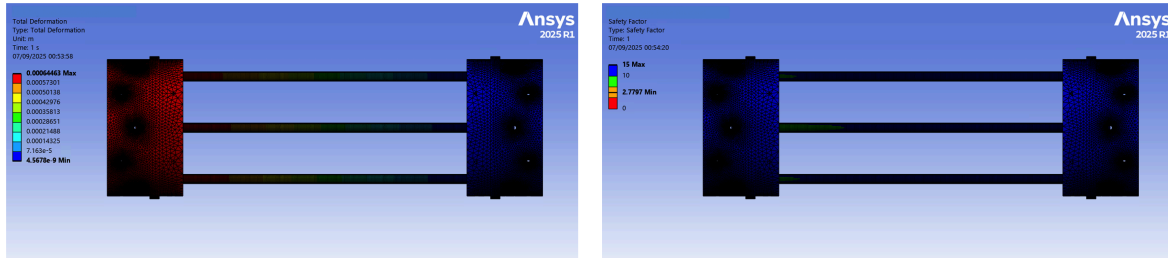 Total Deformation
Type: Total Deformation
Unit: m
Time: 1 s
07/09/2025 00:53:58
0.00064463 Max
0.00057301
0.00050138
0.00042976
0.00035813
0.00028651
0.00021488
0.00014325
7.163e-5
4.5678e-9 Min
Ansys
2025 R1
Safety Factor
Type: Safety Factor
Time: 1
07/09/2025 00:54:20
15 Max
10
2.7797 Min
0
Ansys
2025 R1